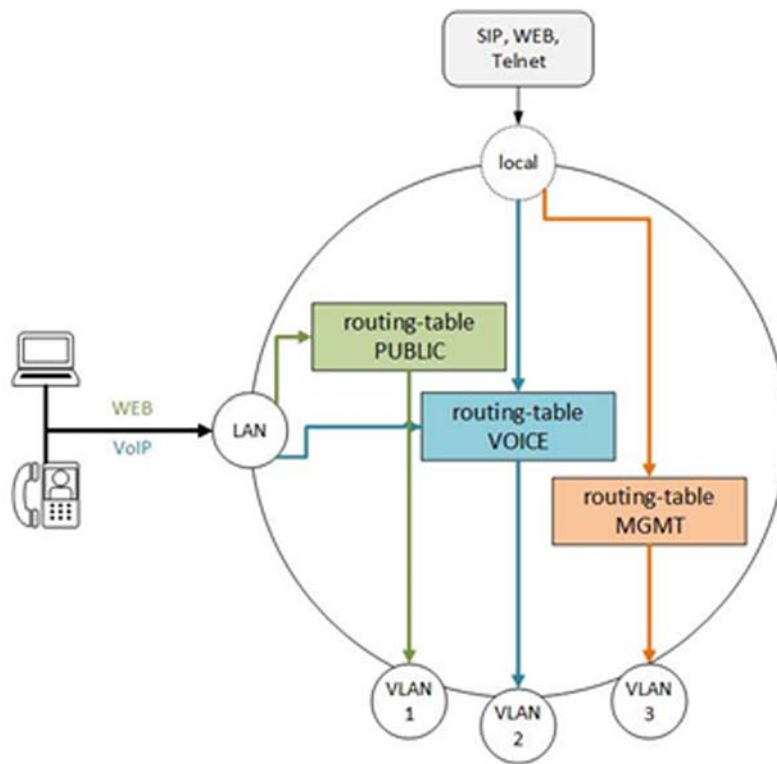 SIP, WEB,
Telnet
local
routing-table
PUBLIC
WEB
VoIP
LAN
routing-table
VOICE
routing-table
MGMT
VLAN
1
VLAN
2
VLAN
3